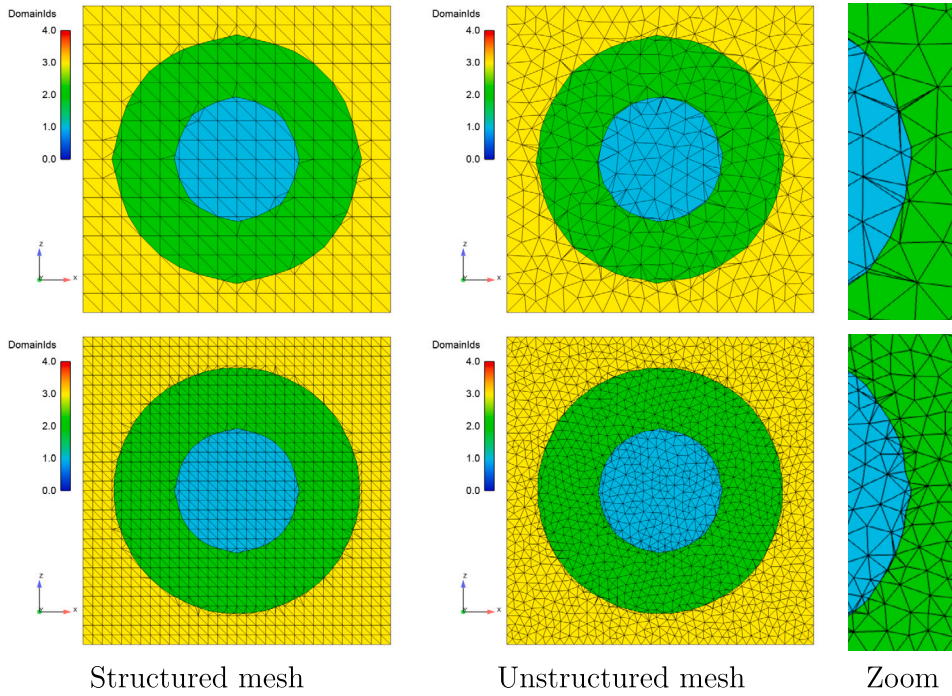 DomainIds
4.0
3.0
2.0
1.0
0.0
z
Y
x
DomainIds
4.0
3.0
2.0
1.0
0.0
z
Y
x
DomainIds
4.0
3.0
2.0
1.0
0.0
z
Y
x
DomainIds
4.0
3.0
2.0
1.0
0.0
z
Y
x
Structured mesh
Unstructured mesh
Zoom